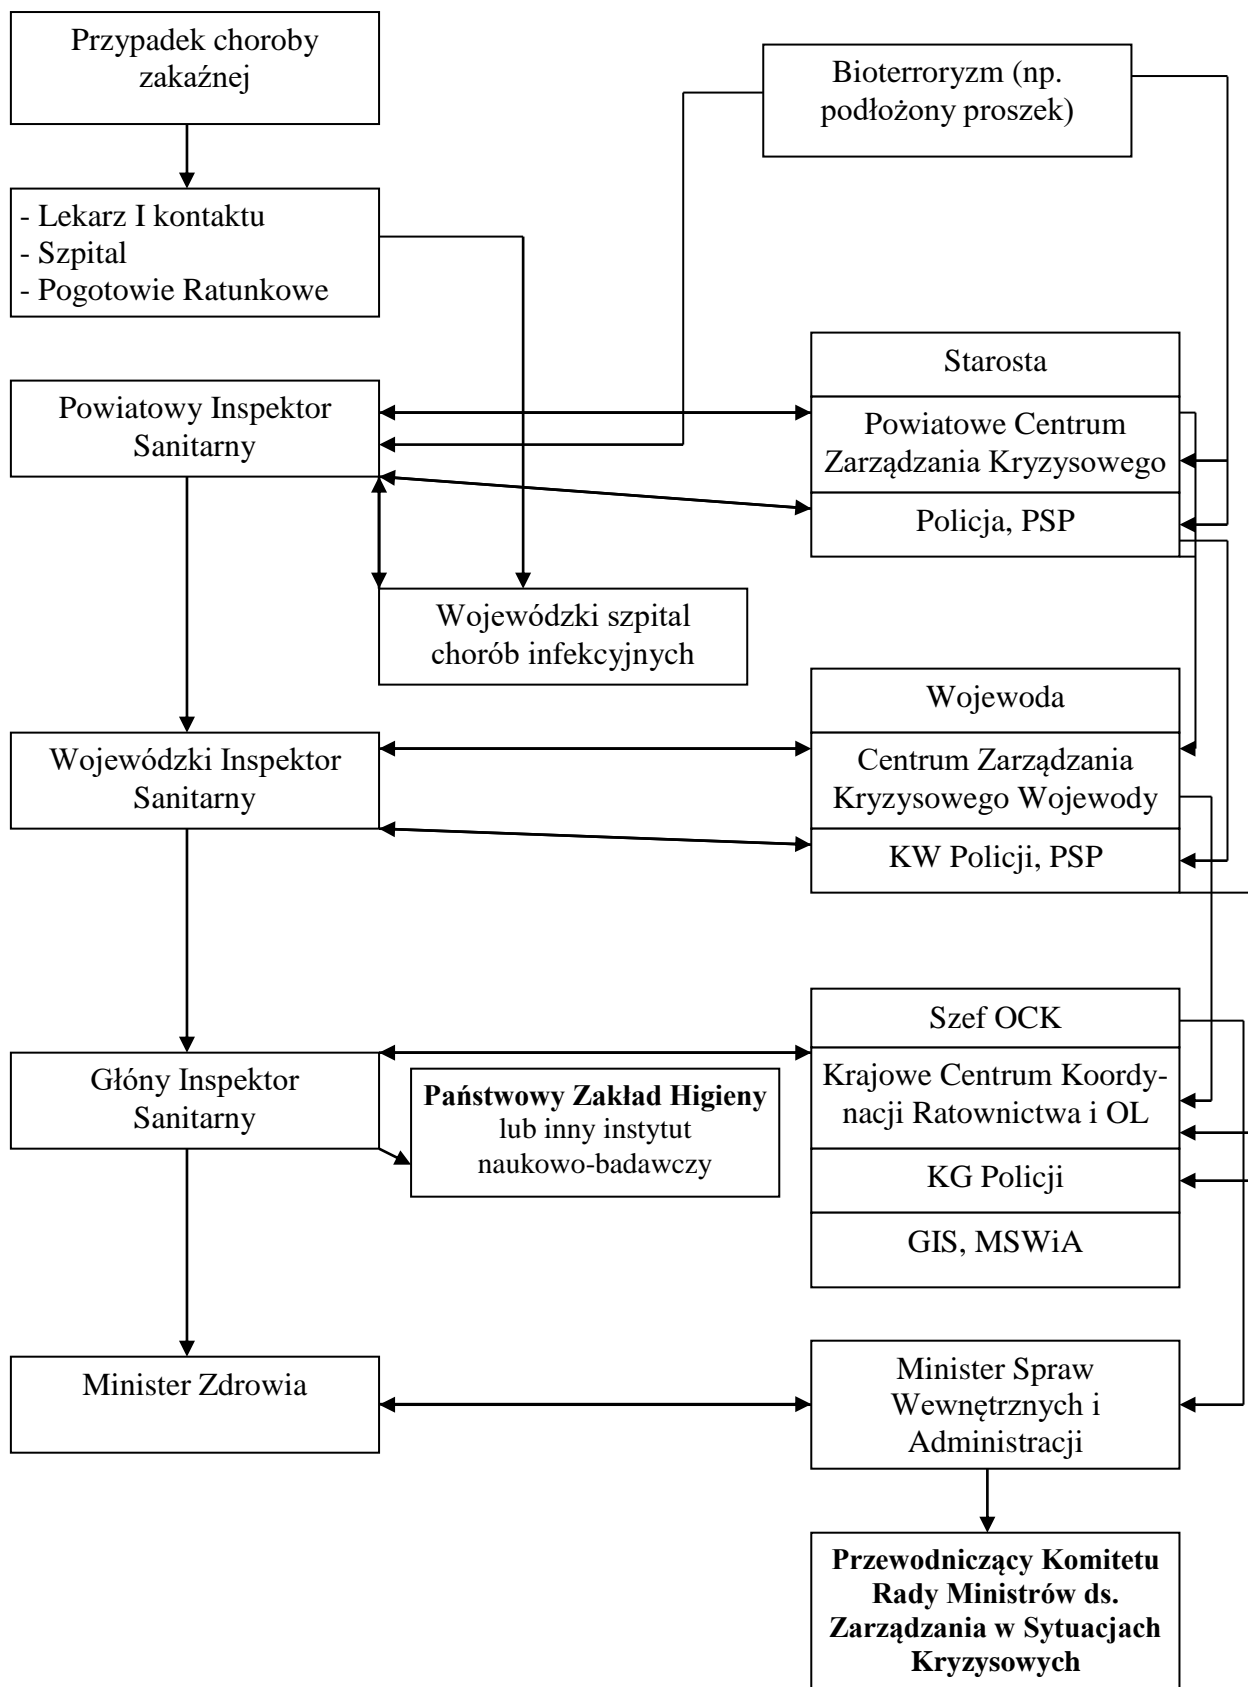 Przypadek choroby
zakaźnej
Bioterroryzm (np.
podłożony proszek)
- Lekarz I kontaktu
- Szpital
- Pogotowie Ratunkowe
Starosta
Powiatowy Inspektor
Sanitarny
Powiatowe Centrum
Zarządzania Kryzysowego
Policja, PSP
Wojewódzki szpital
chorób infekcyjnych
Wojewoda
Wojewódzki Inspektor
Sanitarny
Centrum Zarządzania
Kryzysowego Wojewody
KW Policji, PSP
Szef OCK
Głóny Inspektor
Sanitarny
Państwowy Zakład Higieny
lub inny instytut
naukowo-badawczy
Krajowe Centrum Koordy-
nacji Ratownictwa i OL
KG Policji
GIS, MSWiA
Minister Zdrowia
Minister Spraw
Wewnętrznych i
Administracji
Przewodniczący Komitetu
Rady Ministrów ds.
Zarządzania w Sytuacjach
Kryzysowych